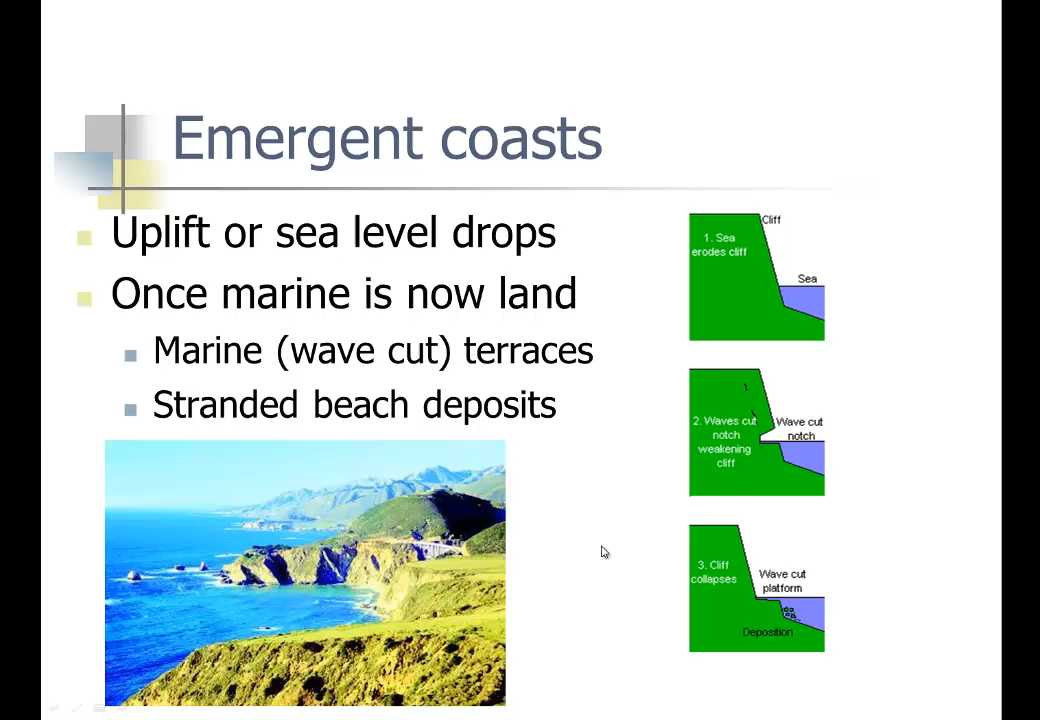 Emergent coasts
Uplift or sea level drops
Once marine is now land
Marine (wave cut) terraces
Stranded beach deposits
Cliff
1. Sea
erodes cliff
Sea
2. Waves cut
notch
weakening
cliff
Wave cut
notch
3. Cliff
collapses
Wave cut
platform
Deposition